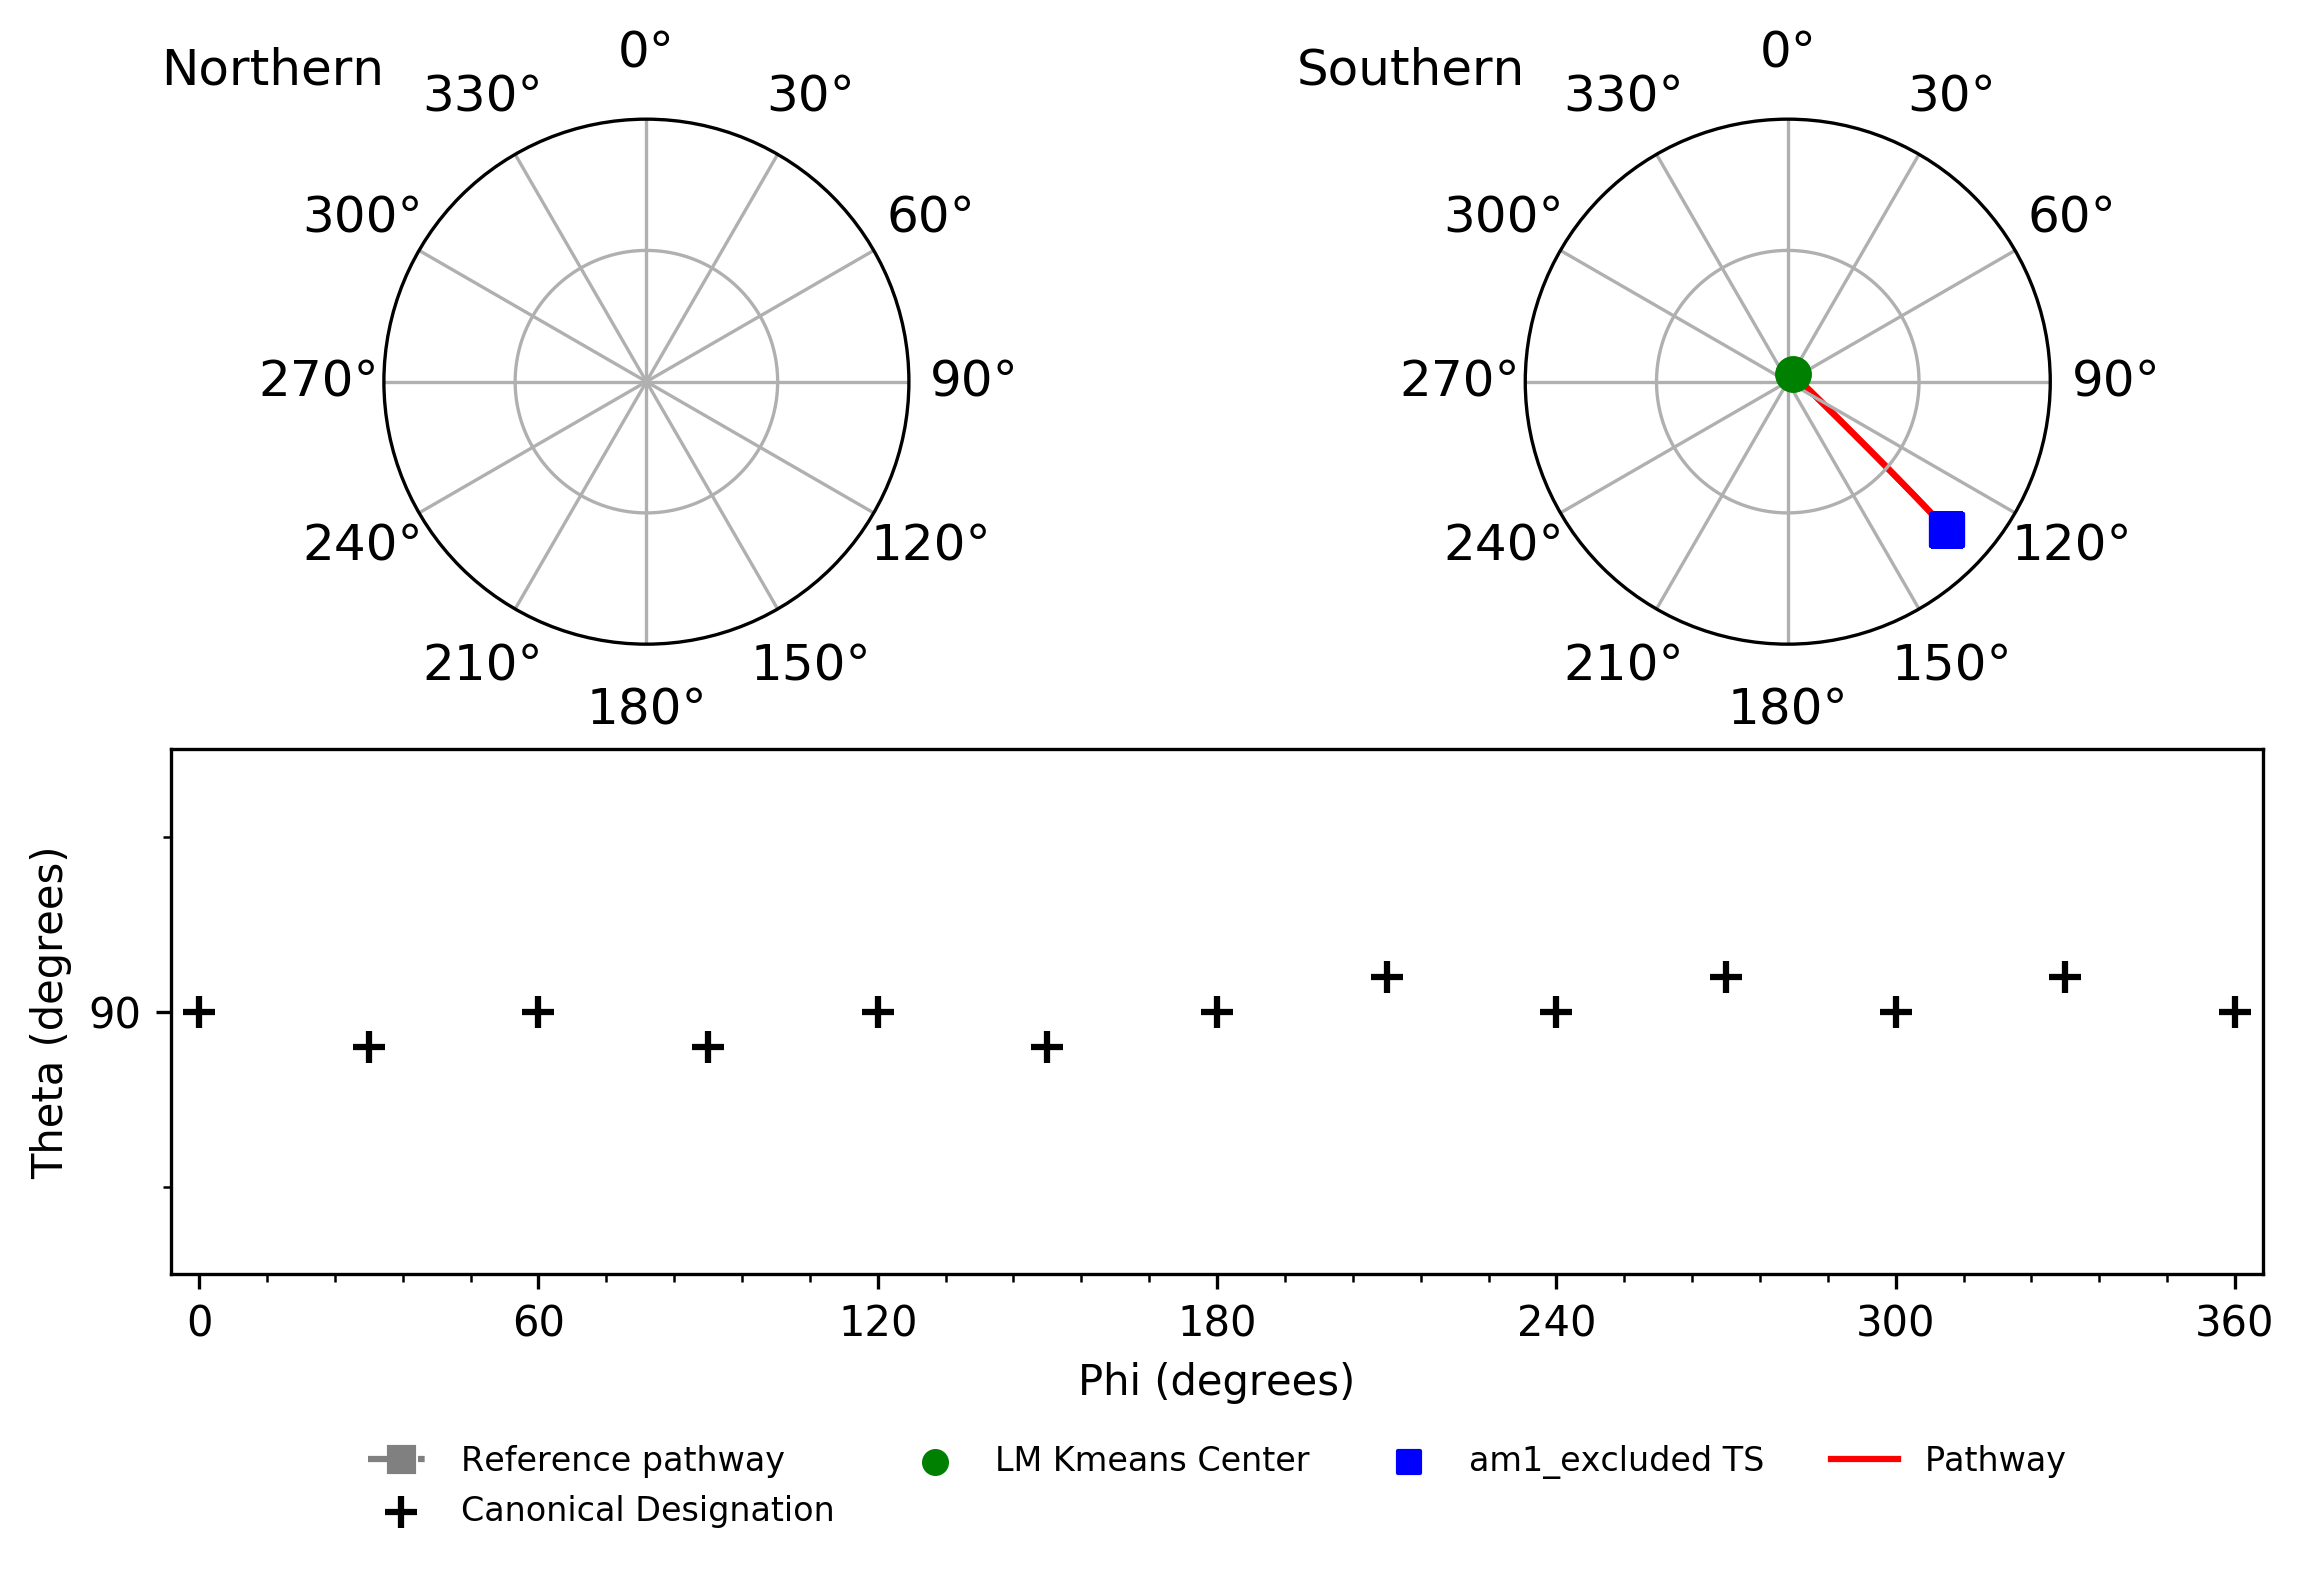 Northern
0°
30°
60°
90°
120°
150°
180°
210°
240°
270°
300°
330°
Southern
0°
30°
60°
90°
120°
150°
180°
210°
240°
270°
300°
330°
Theta (degrees)
90
0 60 120 180 240 300 360
Phi (degrees)
Reference pathway
Canonical Designation
LM Kmeans Center
am1_excluded TS
Pathway